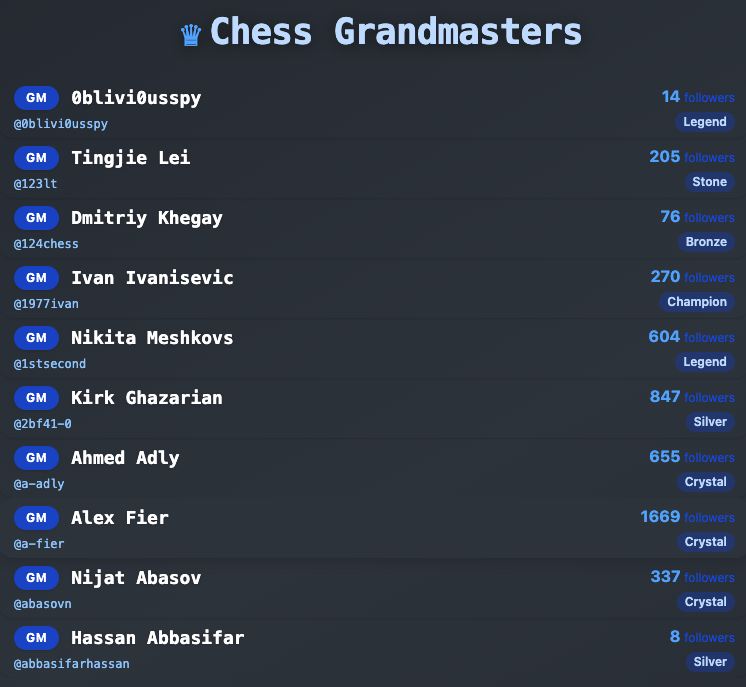 ♛ Chess Grandmasters
GM 0blivi0usspy 14 followers
@0blivi0usspy Legend
GM Tingjie Lei 205 followers
@123lt Stone
GM Dmitriy Khegay 76 followers
@124chess Bronze
GM Ivan Ivanisevic 270 followers
@1977ivan Champion
GM Nikita Meshkovs 604 followers
@1stsecond Legend
GM Kirk Ghazarian 847 followers
@2bf41-0 Silver
GM Ahmed Adly 655 followers
@a-adly Crystal
GM Alex Fier 1669 followers
@a-fier Crystal
GM Nijat Abasov 337 followers
@abasovn Crystal
GM Hassan Abbasifar 8 followers
@abbasifarhassan Silver